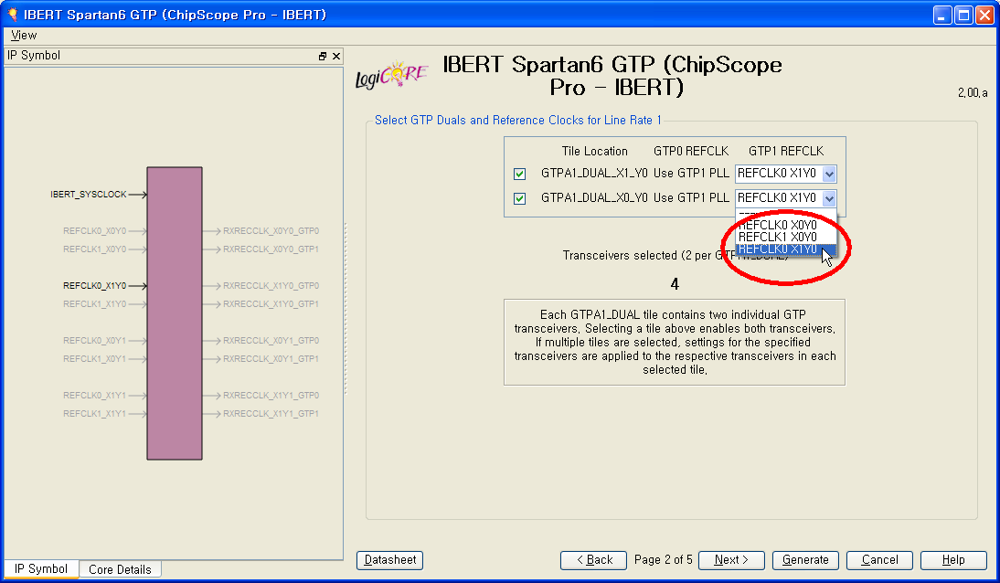 IBERT Spartan6 GTP (ChipScope Pro - IBERT)
View
IP Symbol
IBERT_SYSCLOCK
REFCLK0_X0Y0
RXRECCLK_X0Y0_GTP0
REFCLK1_X0Y0
RXRECCLK_X0Y0_GTP1
REFCLK0_X1Y0
RXRECCLK_X1Y0_GTP0
REFCLK1_X1Y0
RXRECCLK_X1Y0_GTP1
REFCLK0_X0Y1
RXRECCLK_X0Y1_GTP0
REFCLK1_X0Y1
RXRECCLK_X0Y1_GTP1
REFCLK0_X1Y1
RXRECCLK_X1Y1_GTP0
REFCLK1_X1Y1
RXRECCLK_X1Y1_GTP1
IP Symbol
Core Details
LogiCORE
IBERT Spartan6 GTP (ChipScope
Pro - IBERT)
2.00.a
Select GTP Duals and Reference Clocks for Line Rate 1
Tile Location GTP0 REFCLK GTP1 REFCLK
GTPA1_DUAL_X1_Y0 Use GTP1 PLL REFCLK0 X1Y0
GTPA1_DUAL_X0_Y0 Use GTP1 PLL REFCLK0 X1Y0
---
REFCLK0 X0Y0
REFCLK1 X0Y0
REFCLK0 X1Y0
Transceivers selected (2 per
4
Each GTPA1_DUAL tile contains two individual GTP
transceivers. Selecting a tile above enables both transceivers.
If multiple tiles are selected, settings for the specified
transceivers are applied to the respective transceivers in each
selected tile.
Datasheet
< Back
Page 2 of 5
Next >
Generate
Cancel
Help